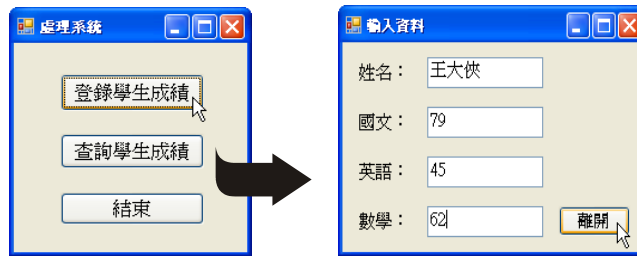 處理系統
登錄學生成績
查詢學生成績
結束
輸入資料
姓名： 王大俠
國文： 79
英語： 45
數學： 62
離開